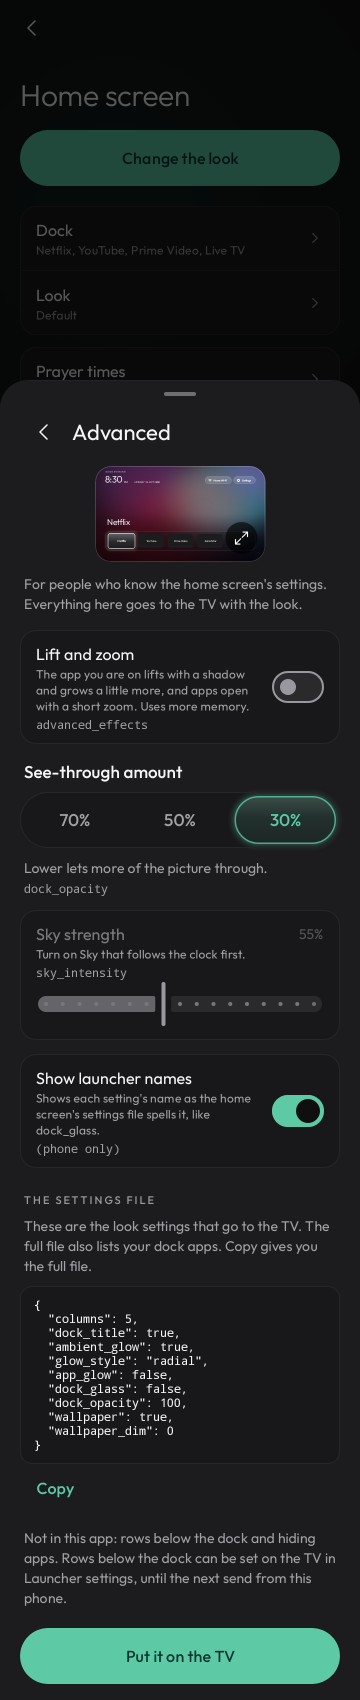 Home screen
Change the look
Dock
Netflix, YouTube, Prime Video, Live TV
Look
Default
Prayer times
Advanced
8:30
Netflix
For people who know the home screen's settings.
Everything here goes to the TV with the look.
Lift and zoom
The app you are on lifts with a shadow
and grows a little more, and apps open
with a short zoom. Uses more memory.
advanced_effects
See-through amount
70%
50%
30%
Lower lets more of the picture through.
dock_opacity
Sky strength
55%
Turn on Sky that follows the clock first.
sky_intensity
Show launcher names
Shows each setting's name as the home
screen's settings file spells it, like
dock_glass.
(phone only)
THE SETTINGS FILE
These are the look settings that go to the TV. The
full file also lists your dock apps. Copy gives you
the full file.
{
"columns": 5,
"dock_title": true,
"ambient_glow": true,
"glow_style": "radial",
"app_glow": false,
"dock_glass": false,
"dock_opacity": 100,
"wallpaper": true,
"wallpaper_dim": 0
}
Copy
Not in this app: rows below the dock and hiding
apps. Rows below the dock can be set on the TV in
Launcher settings, until the next send from this
phone.
Put it on the TV